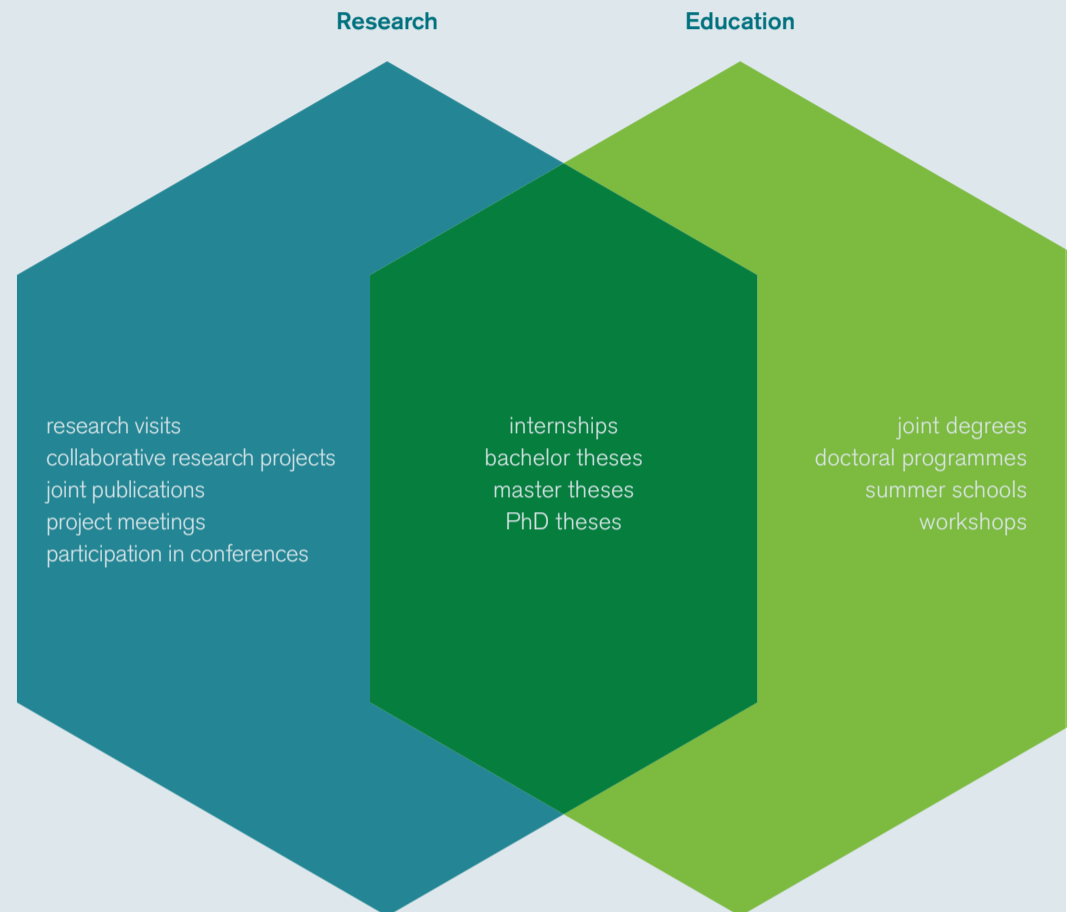 Research
Education
research visits
collaborative research projects
joint publications
project meetings
participation in conferences
internships
bachelor theses
master theses
PhD theses
joint degrees
doctoral programmes
summer schools
workshops